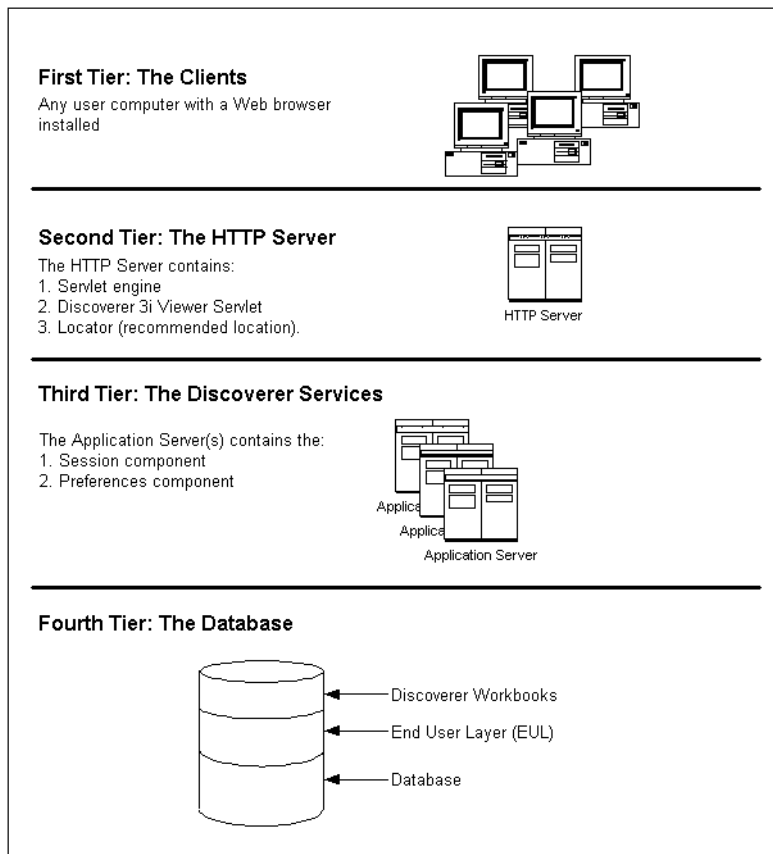 First Tier: The Clients
Any user computer with a Web browser
installed
Second Tier: The HTTP Server
The HTTP Server contains:
1. Servlet engine
2. Discoverer 3i Viewer Servlet
3. Locator (recommended location).
HTTP Server
Third Tier: The Discoverer Services
The Application Server(s) contains the:
1. Session component
2. Preferences component
Applica
Applica
Application Server
Fourth Tier: The Database
Discoverer Workbooks
End User Layer (EUL)
Database